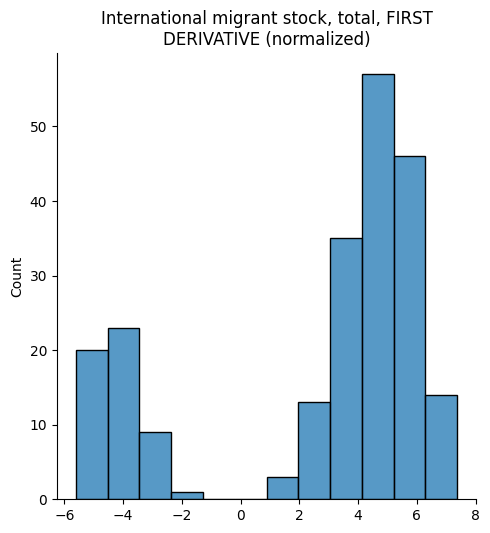 International migrant stock, total, FIRST
DERIVATIVE (normalized)
Count
50
40
30
20
10
0
−6 −4 −2 0 2 4 6 8